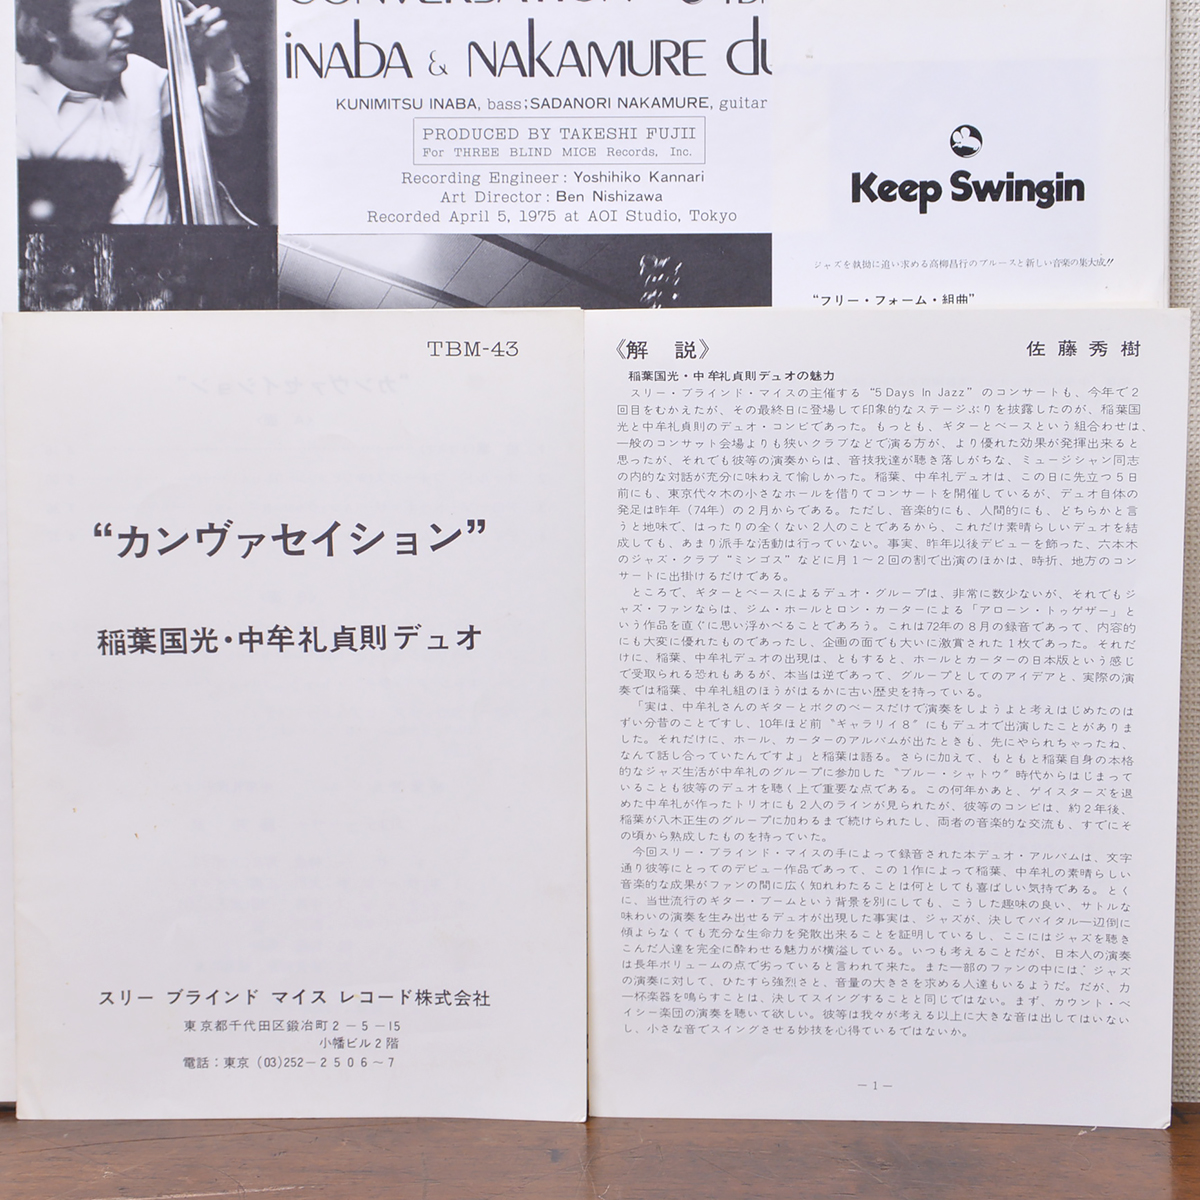 iNAbA & NAKAMURE
KUNIMITSU INABA, bass; SADANORI NAKAMURE, guitar
PRODUCED BY TAKESHI FUJII
For THREE BLIND MICE Records, Inc.
Recording Engineer : Yoshihiko Kannari
Art Director : Ben Nishizawa
Recorded April 5, 1975 at AOI Studio, Tokyo
Keep Swingin
ジャズを執拗に追い求める高柳昌行のブルースと新しい音楽の集大成!!
“フリー・フォーム・組曲”
TBM-43
“カンヴァセイション”
稲葉国光・中牟礼貞則デュオ
スリー ブラインド マイス レコード株式会社
東京都千代田区鍛冶町2−5−15
小幡ビル2階
電話：東京 (03)252−2506〜7
《解　説》　佐 藤 秀 樹
稲葉国光・中牟礼貞則デュオの魅力
スリー・ブラインド・マイスの主催する “5 Days In Jazz” のコンサートも、今年で2
回目をむかえたが、その最終日に登場して印象的なステージぶりを披露したのが、稲葉国
光と中牟礼貞則のデュオ・コンビであった。もっとも、ギターとベースという組合わせは、
一般のコンサット会場よりも狭いクラブなどで演る方が、より優れた効果が発揮出来ると
思ったが、それでも彼等の演奏からは、音技我達が聴き落しがちな、ミュージシャン同志
の内的な対話が充分に味わえて愉しかった。稲葉、中牟礼デュオは、この日に先立つ5日
前にも、東京代々木の小さなホールを借りてコンサートを開催しているが、デュオ自体の
発足は昨年（74年）の2月からである。ただし、音楽的にも、人間的にも、どちらかと言
うと地味で、はったりの全くない2人のことであるから、これだけ素晴らしいデュオを結
成しても、あまり派手な活動は行っていない。事実、昨年以後デビューを飾った、六本木
のジャズ・クラブ “ミンゴス” などに月1〜2回の割で出演のほかは、時折、地方のコン
サートに出掛けるだけである。
ところで、ギターとベースによるデュオ・グループは、非常に数少ないが、それでもジ
ャズ・ファンならは、ジム・ホールとロン・カーターによる「アローン・トゥゲザー」と
いう作品を直ぐに思い浮かべることであろう。これは72年の8月の録音であって、内容的
にも大変に優れたものであったし、企画の面でも大いに激賞された1枚であった。それだ
けに、稲葉、中牟礼デュオの出現は、ともすると、ホールとカーターの日本版という感じ
で受取られる恐れもあるが、本当は逆であって、グループとしてのアイデアと、実際の演
奏では稲葉、中牟礼組のほうがはるかに古い歴史を持っている。
「実は、中牟礼さんのギターとボクのベースだけで演奏をしようよと考えはじめたのは
ずい分昔のことですし、10年ほど前 “ギャラリイ8” にもデュオで出演したことがありま
した。それだけに、ホール、カーターのアルバムが出たときも、先にやられちゃったね、
なんて話し合っていたんですよ」と稲葉は語る。さらに加えて、もともと稲葉自身の本格
的なジャズ生活が中牟礼のグループに参加した “ブルー・シャトウ” 時代からはじまって
いることも彼等のデュオを聴く上で重要な点である。この何年かあと、ゲイスターズを退
めた中牟礼が作ったトリオにも2人のラインが見られたが、彼等のコンビは、約2年後、
稲葉が八木正生のグループに加わるまで続けられたし、両者の音楽的な交流も、すでにそ
の頃から熟成したものを持っていた。
今回スリー・ブラインド・マイスの手によって録音された本デュオ・アルバムは、文字
通り彼等にとってのデビュー作品であって、この1作によって稲葉、中牟礼の素晴らしい
音楽的な成果がファンの間に広く知れわたることは何としても喜ばしい気持である。とく
に、当世流行のギター・ブームという背景を別にしても、こうした趣味の良い、サトルな
味わいの演奏を生み出せるデュオが出現した事実は、ジャズが、決してバイタル一辺倒に
傾よらなくても充分な生命力を発散出来ることを証明しているし、ここにはジャズを聴き
こんだ人達を完全に酔わせる魅力が横溢している。いつも考えることだが、日本人の演奏
は長年ボリュームの点で劣っていると言われて来た。また一部のファンの中には、ジャズ
の演奏に対して、ひたすら強烈さと、音量の大きさを求める人達もいるようだ。だが、力
一杯楽器を鳴らすことは、決してスイングすることと同じではない。まず、カウント・ベ
イシー楽団の演奏を聴いて欲しい。彼等は我々が考える以上に大きな音は出してはいない
し、小さな音でスイングさせる妙技を心得ているではないか。
− 1 −